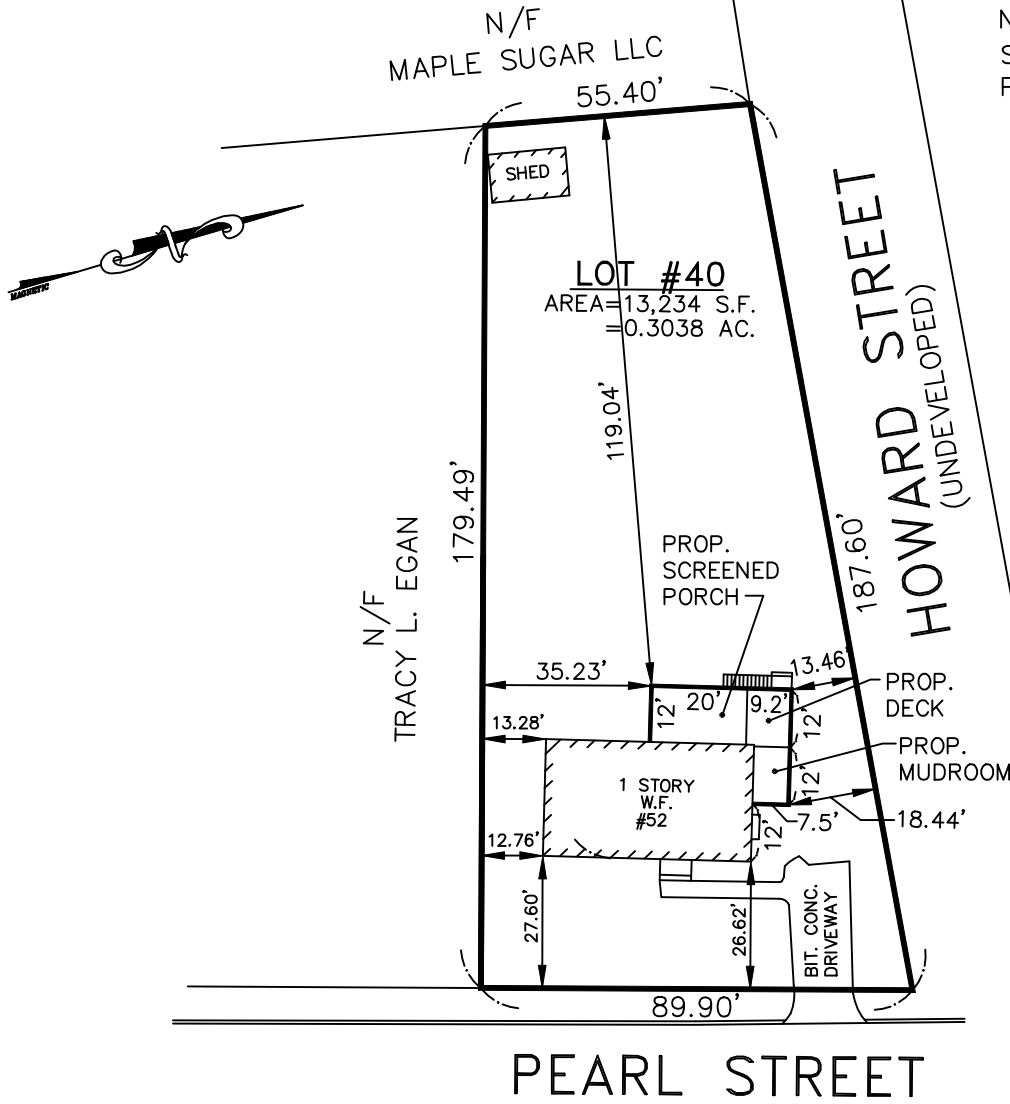 N/F
MAPLE SUGAR LLC
55.40'
N
S
P
SHED
MAGNETIC
LOT #40
AREA=13,234 S.F.
=0.3038 AC.
HOWARD STREET
(UNDEVELOPED)
119.04'
179.49'
N/F
TRACY L. EGAN
187.60'
PROP.
SCREENED
PORCH
35.23'
13.46'
20'
9.2'
12'
12'
PROP.
DECK
13.28'
PROP.
MUDROOM
12'
1 STORY
W.F.
#52
7.5'
18.44'
12'
12.76'
27.60'
26.62'
BIT. CONC.
DRIVEWAY
89.90'
PEARL STREET